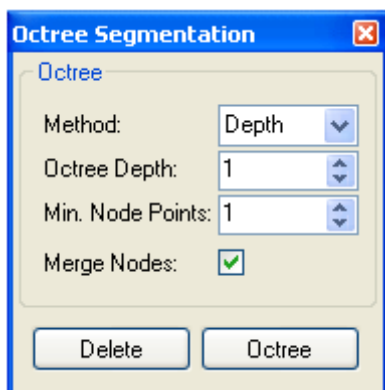 Octree Segmentation
Octree
Method: Depth
Octree Depth: 1
Min. Node Points: 1
Merge Nodes:
Delete Octree